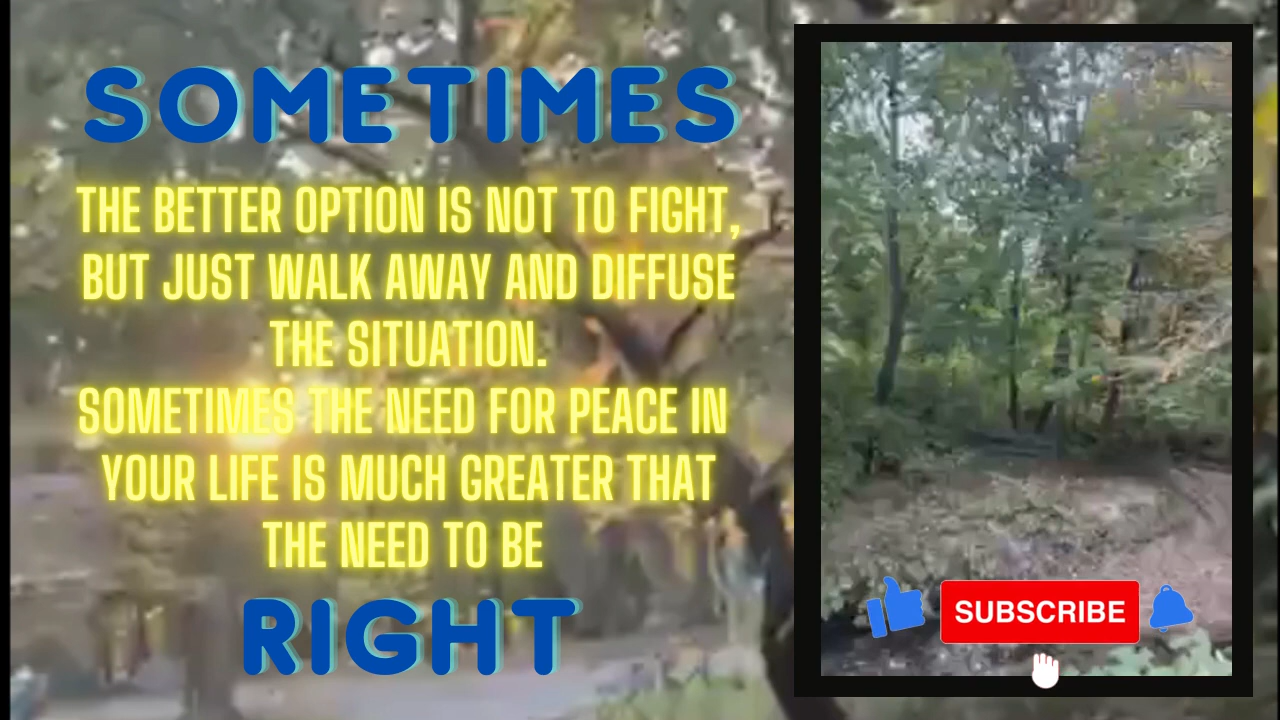 SOMETIMES
THE BETTER OPTION IS NOT TO FIGHT,
BUT JUST WALK AWAY AND DIFFUSE
THE SITUATION.
SOMETIMES THE NEED FOR PEACE IN
YOUR LIFE IS MUCH GREATER THAT
THE NEED TO BE
RIGHT
SUBSCRIBE